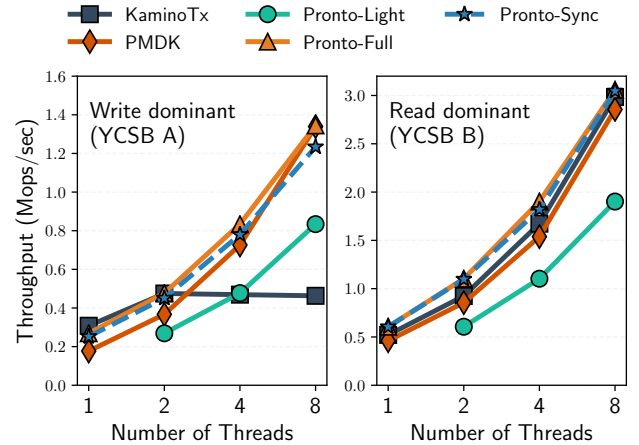 KaminoTx Pronto-Light Pronto-Sync
PMDK Pronto-Full
Throughput (Mops/sec)
1.6
1.4
1.2
1.0
0.8
0.6
0.4
0.2
0.0
Write dominant
(YCSB A)
1 2 4 8
Number of Threads
3.0
2.5
2.0
1.5
1.0
0.5
0.0
Read dominant
(YCSB B)
1 2 4 8
Number of Threads